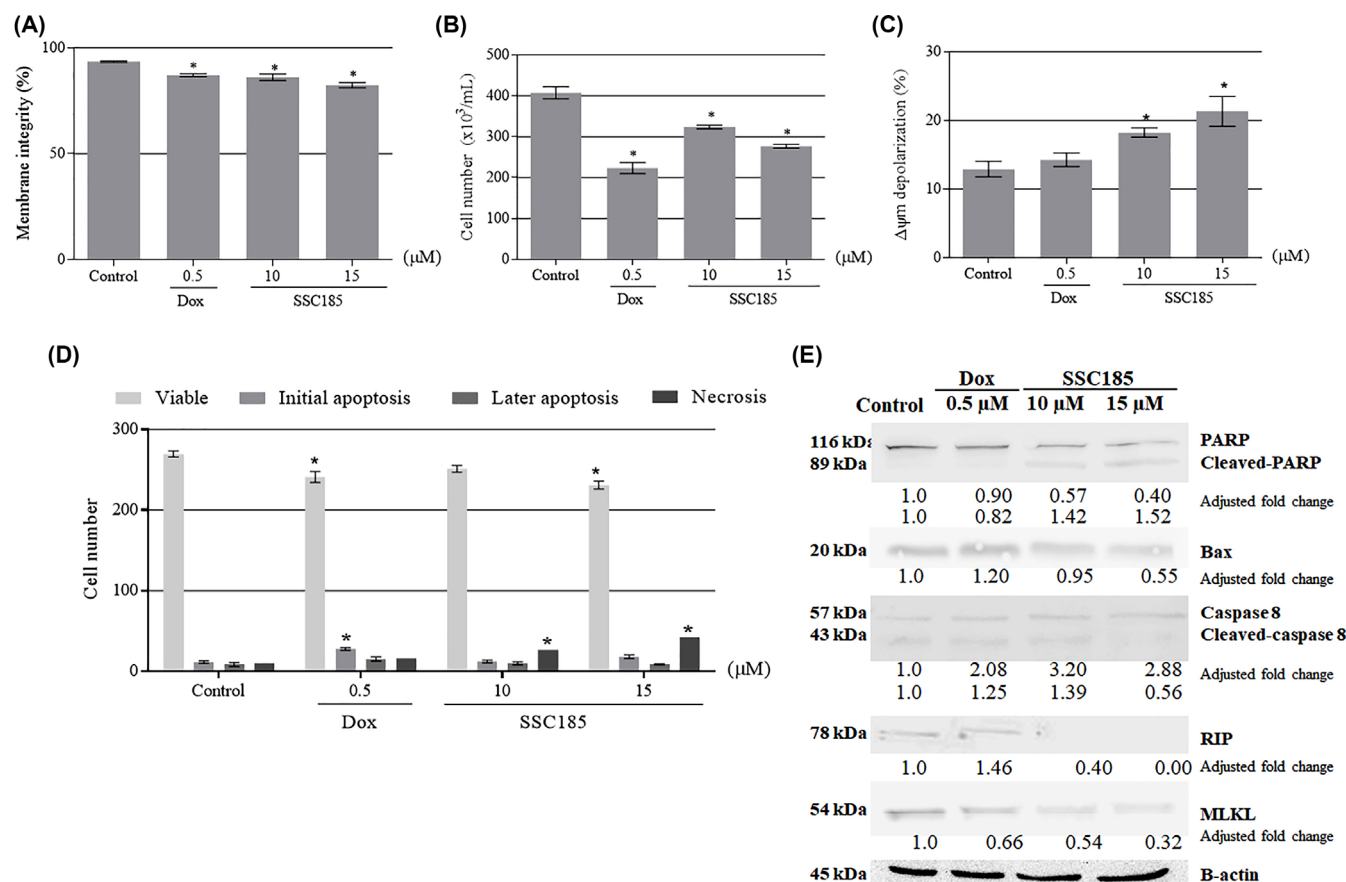 (A)
Membrane integrity (%)
100
50
0
* * *
Control 0.5 10 15 (μM)
Dox SSC185
(B)
Cell number (x10³/mL)
500
400
300
200
100
0
* * *
Control 0.5 10 15 (μM)
Dox SSC185
(C)
Δψm depolarization (%)
30
20
10
0
* *
Control 0.5 10 15 (μM)
Dox SSC185
(D)
Viable Initial apoptosis Later apoptosis Necrosis
Cell number
300
200
100
0
* * * * *
Control 0.5 10 15 (μM)
Dox SSC185
(E)
Dox SSC185
Control 0.5 μM 10 μM 15 μM
116 kDa PARP
89 kDa Cleaved-PARP
1.0 0.90 0.57 0.40 Adjusted fold change
1.0 0.82 1.42 1.52
20 kDa Bax
1.0 1.20 0.95 0.55 Adjusted fold change
57 kDa Caspase 8
43 kDa Cleaved-caspase 8
1.0 2.08 3.20 2.88 Adjusted fold change
1.0 1.25 1.39 0.56
78 kDa RIP
1.0 1.46 0.40 0.00 Adjusted fold change
54 kDa MLKL
1.0 0.66 0.54 0.32 Adjusted fold change
45 kDa B-actin